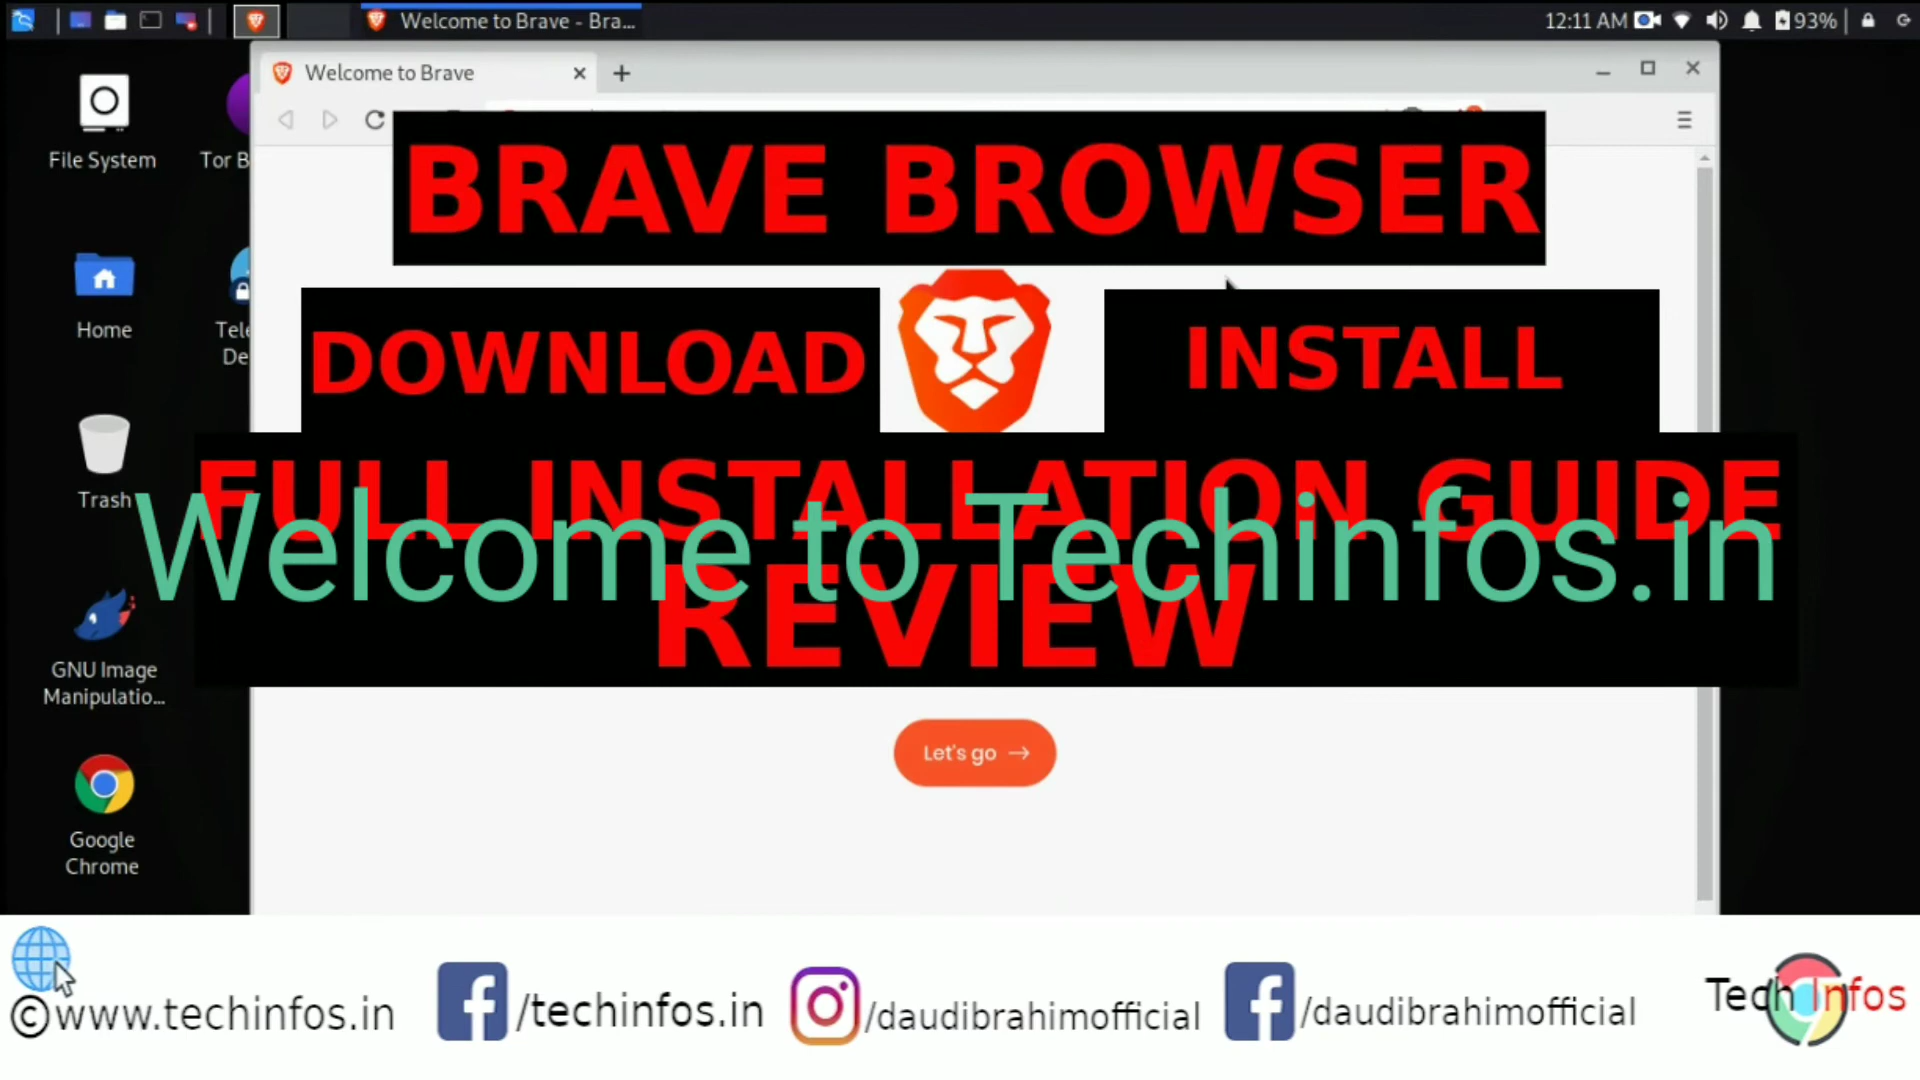 Welcome to Brave - Bra...
12:11 AM
93%
Welcome to Brave
File System
Tor B
Home
Tele
De
Trash
GNU Image
Manipulatio...
Google
Chrome
BRAVE BROWSER
DOWNLOAD
INSTALL
FULL INSTALLATION GUIDE
REVIEW
Welcome to Techinfos.in
Let's go →
©www.techinfos.in
/techinfos.in
/daudibrahimofficial
/daudibrahimofficial
Tech Infos